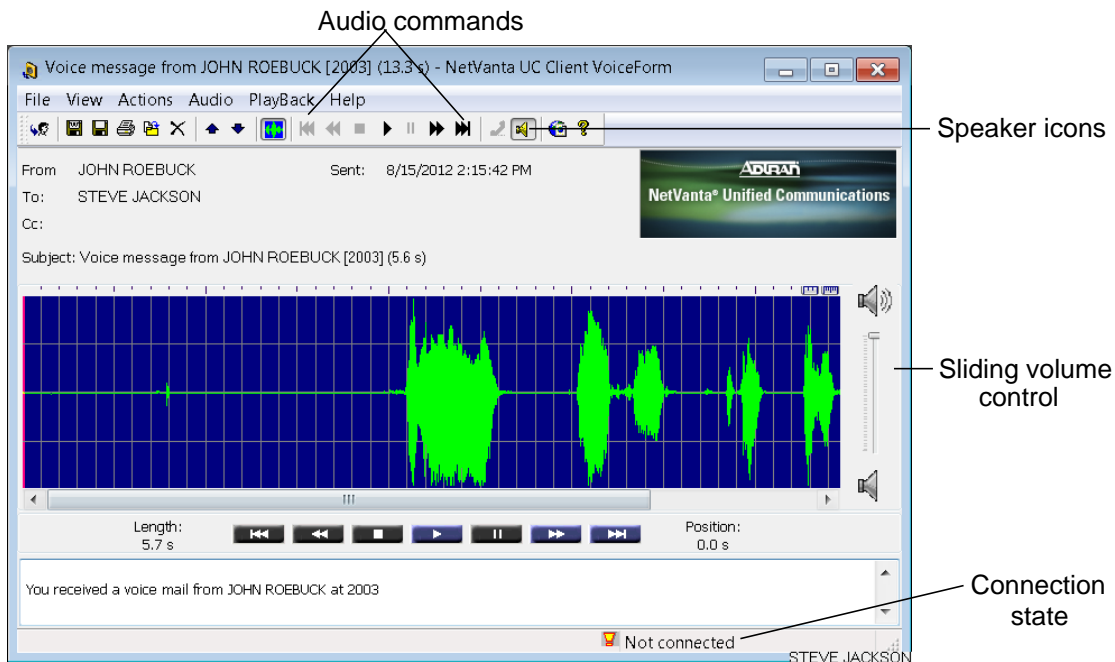 Audio commands
Voice message from JOHN ROEBUCK [2003] (13.3 s) - NetVanta UC Client VoiceForm
File View Actions Audio PlayBack Help
Speaker icons
From JOHN ROEBUCK Sent: 8/15/2012 2:15:42 PM
To: STEVE JACKSON
Cc:
ADTRAN
NetVanta® Unified Communications
Subject: Voice message from JOHN ROEBUCK [2003] (5.6 s)
Sliding volume
control
Length:
5.7 s
Position:
0.0 s
You received a voice mail from JOHN ROEBUCK at 2003
Connection
state
Not connected
STEVE JACKSON